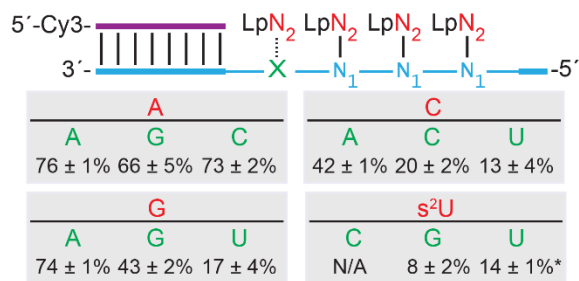 LpN₂ LpN₂ LpN₂ LpN₂
5´-Cy3-
3´- X N₁ N₁ N₁ -5´
A
A G C
76 ± 1% 66 ± 5% 73 ± 2%
C
A C U
42 ± 1% 20 ± 2% 13 ± 4%
G
A G U
74 ± 1% 43 ± 2% 17 ± 4%
s²U
C G U
N/A 8 ± 2% 14 ± 1%*